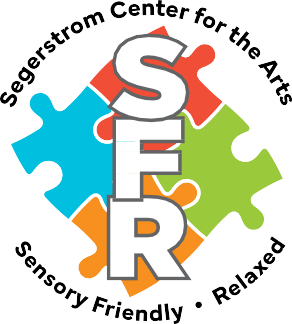 Segerstrom Center for the Arts
S
F
R
Sensory Friendly • Relaxed